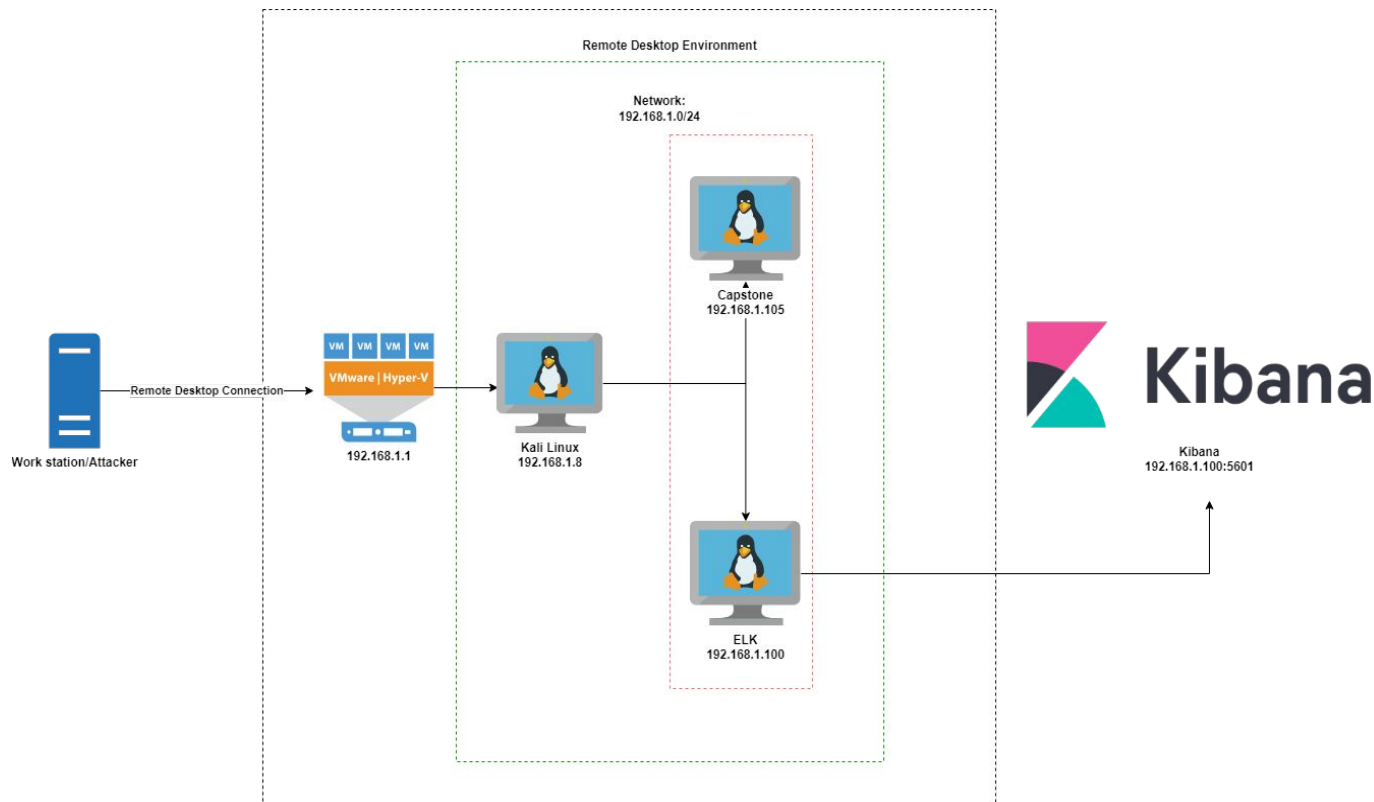 Remote Desktop Environment
Network:
192.168.1.0/24
Capstone
192.168.1.105
VM VM VM VM
VMware | Hyper-V
Remote Desktop Connection
192.168.1.1
Work station/Attacker
Kali Linux
192.168.1.8
Kibana
Kibana
192.168.1.100:5601
ELK
192.168.1.100